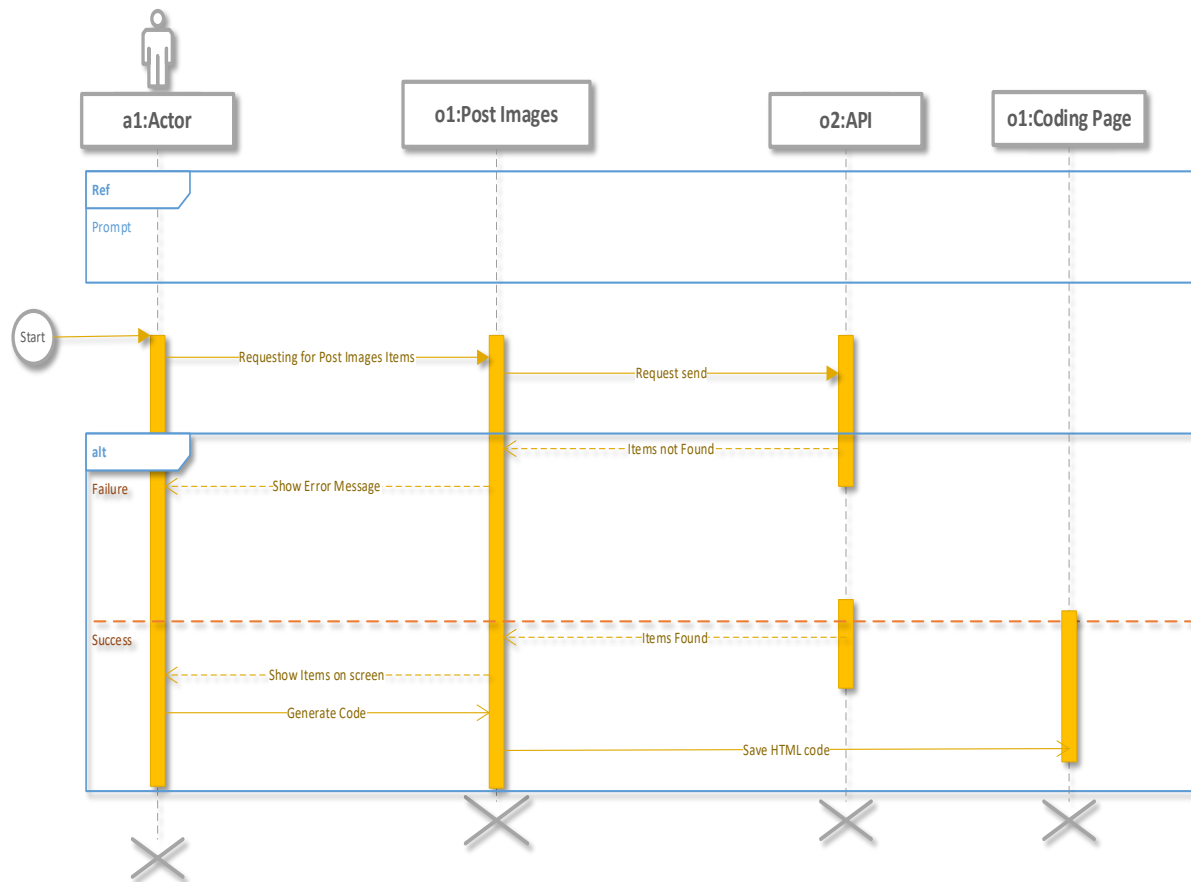 a1:Actor
o1:Post Images
o2:API
o1:Coding Page
Ref
Prompt
Start
Requesting for Post Images Items
Request send
alt
Items not Found
Failure
Show Error Message
Success
Items Found
Show Items on screen
Generate Code
Save HTML code